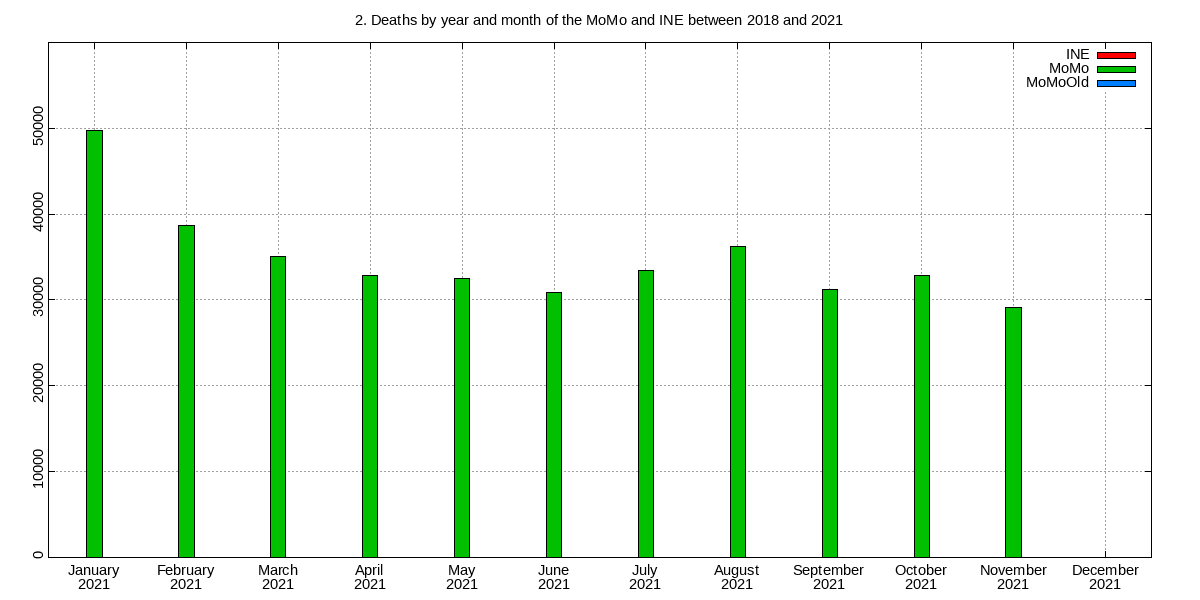 2. Deaths by year and month of the MoMo and INE between 2018 and 2021
INE
MoMo
MoMoOld
50000
40000
30000
20000
10000
0
January February March April May June July August September October November December
2021 2021 2021 2021 2021 2021 2021 2021 2021 2021 2021 2021